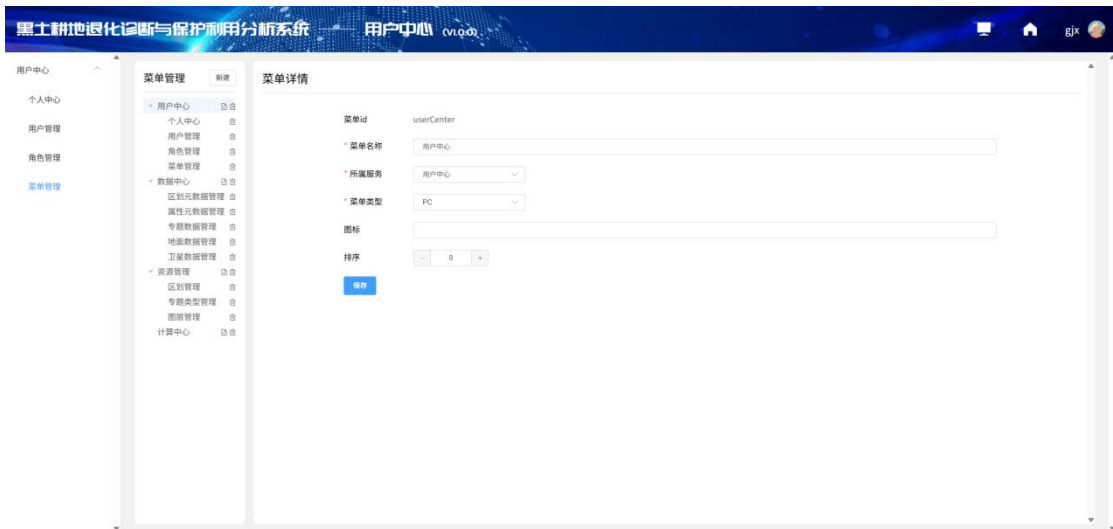 黑土耕地退化诊断与保护利用分析系统 —— 用户中心 (V1.0.0)
gjx
用户中心
个人中心
用户管理
角色管理
菜单管理
菜单管理 新建
用户中心
个人中心
用户管理
角色管理
菜单管理
数据中心
区划元数据管理
属性元数据管理
专题数据管理
地面数据管理
卫星数据管理
资源管理
区划管理
专题类型管理
图层管理
计算中心
菜单详情
菜单id userCenter
* 菜单名称 用户中心
* 所属服务 用户中心
* 菜单类型 PC
图标
排序 - 0 +
保存